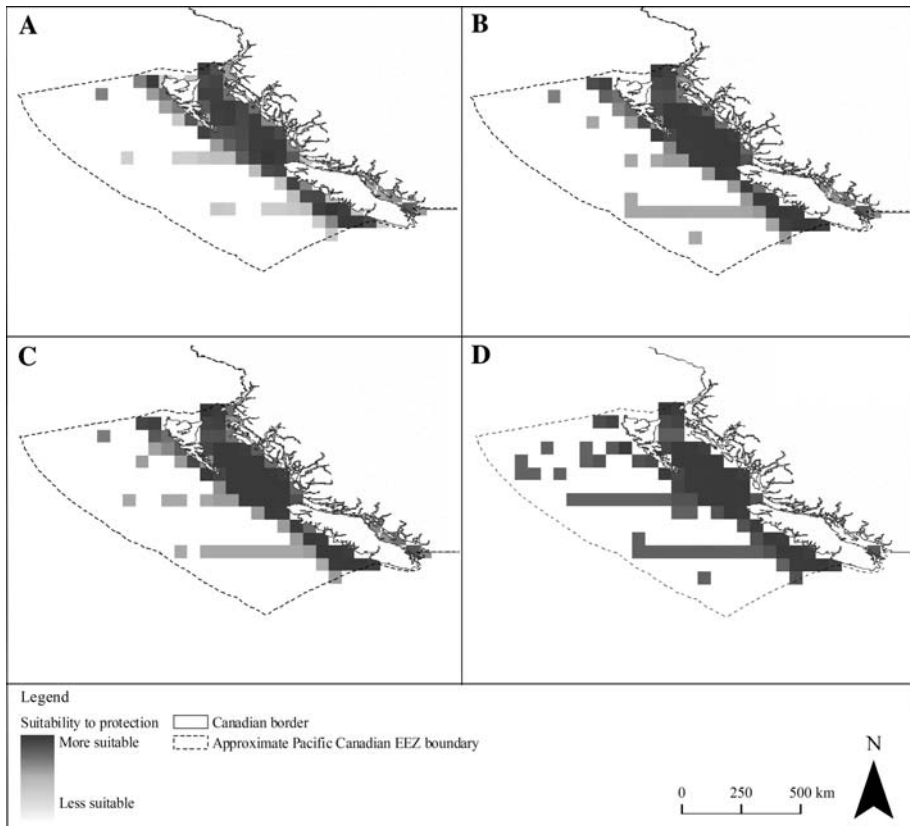 A
B
C
D
Legend
Suitability to protection
More suitable
Less suitable
Canadian border
Approximate Pacific Canadian EEZ boundary
N
0 250 500 km